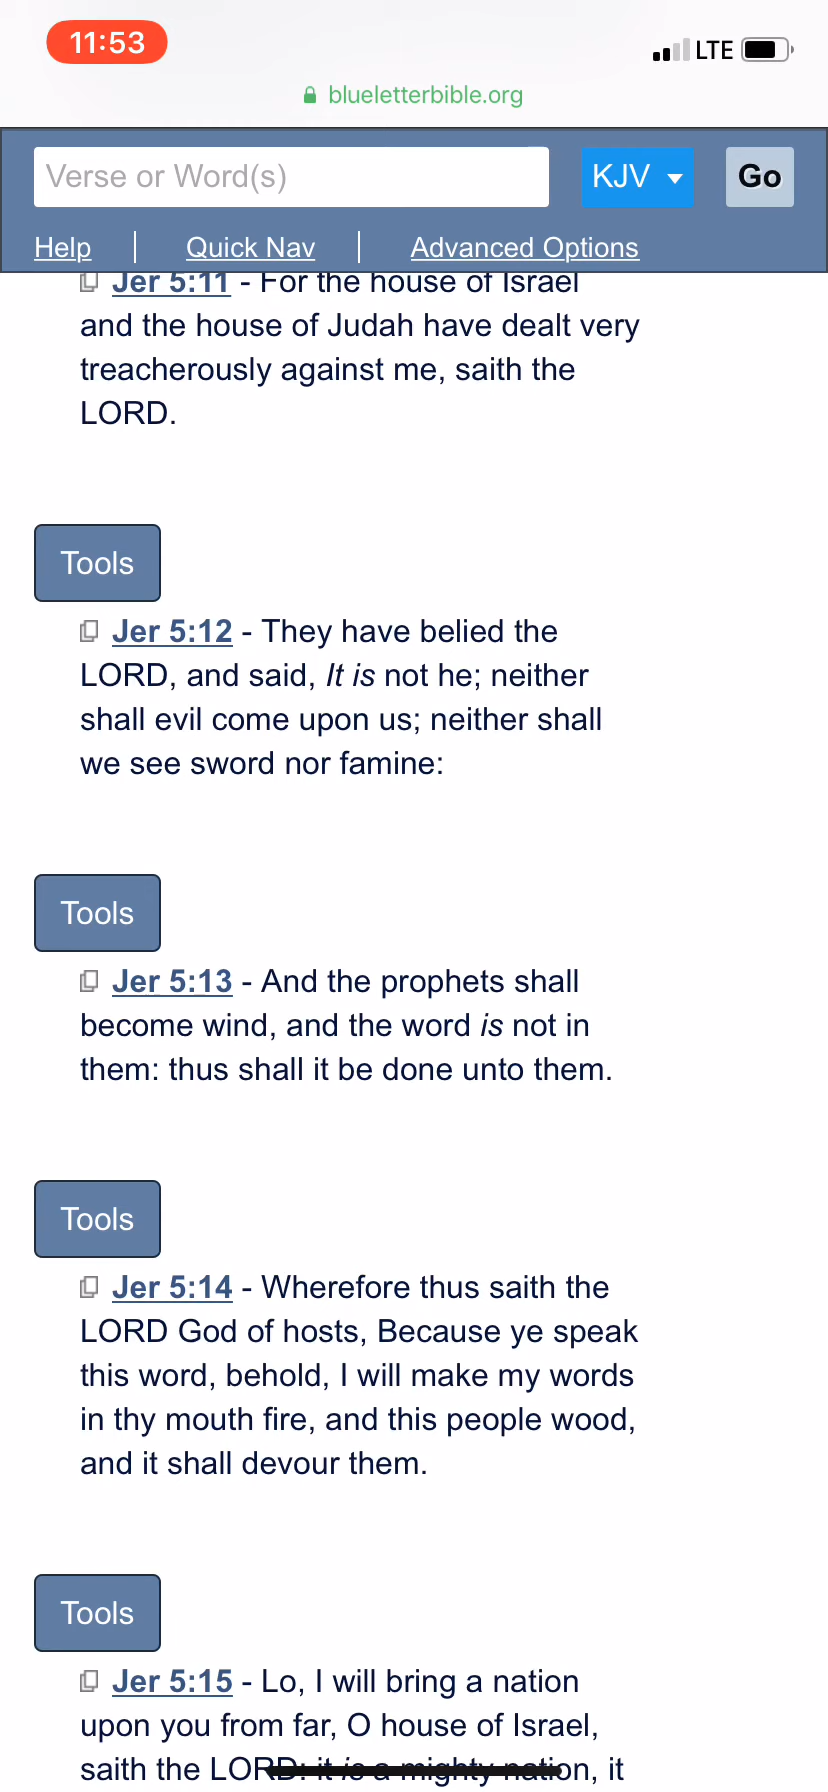 11:53
LTE
blueletterbible.org
Verse or Word(s)
KJV
Go
Help
Quick Nav
Advanced Options
Jer 5:11 - For the house of Israel
and the house of Judah have dealt very
treacherously against me, saith the
LORD.
Tools
Jer 5:12 - They have belied the
LORD, and said, It is not he; neither
shall evil come upon us; neither shall
we see sword nor famine:
Tools
Jer 5:13 - And the prophets shall
become wind, and the word is not in
them: thus shall it be done unto them.
Tools
Jer 5:14 - Wherefore thus saith the
LORD God of hosts, Because ye speak
this word, behold, I will make my words
in thy mouth fire, and this people wood,
and it shall devour them.
Tools
Jer 5:15 - Lo, I will bring a nation
upon you from far, O house of Israel,
saith the LORD: it is a mighty nation, it